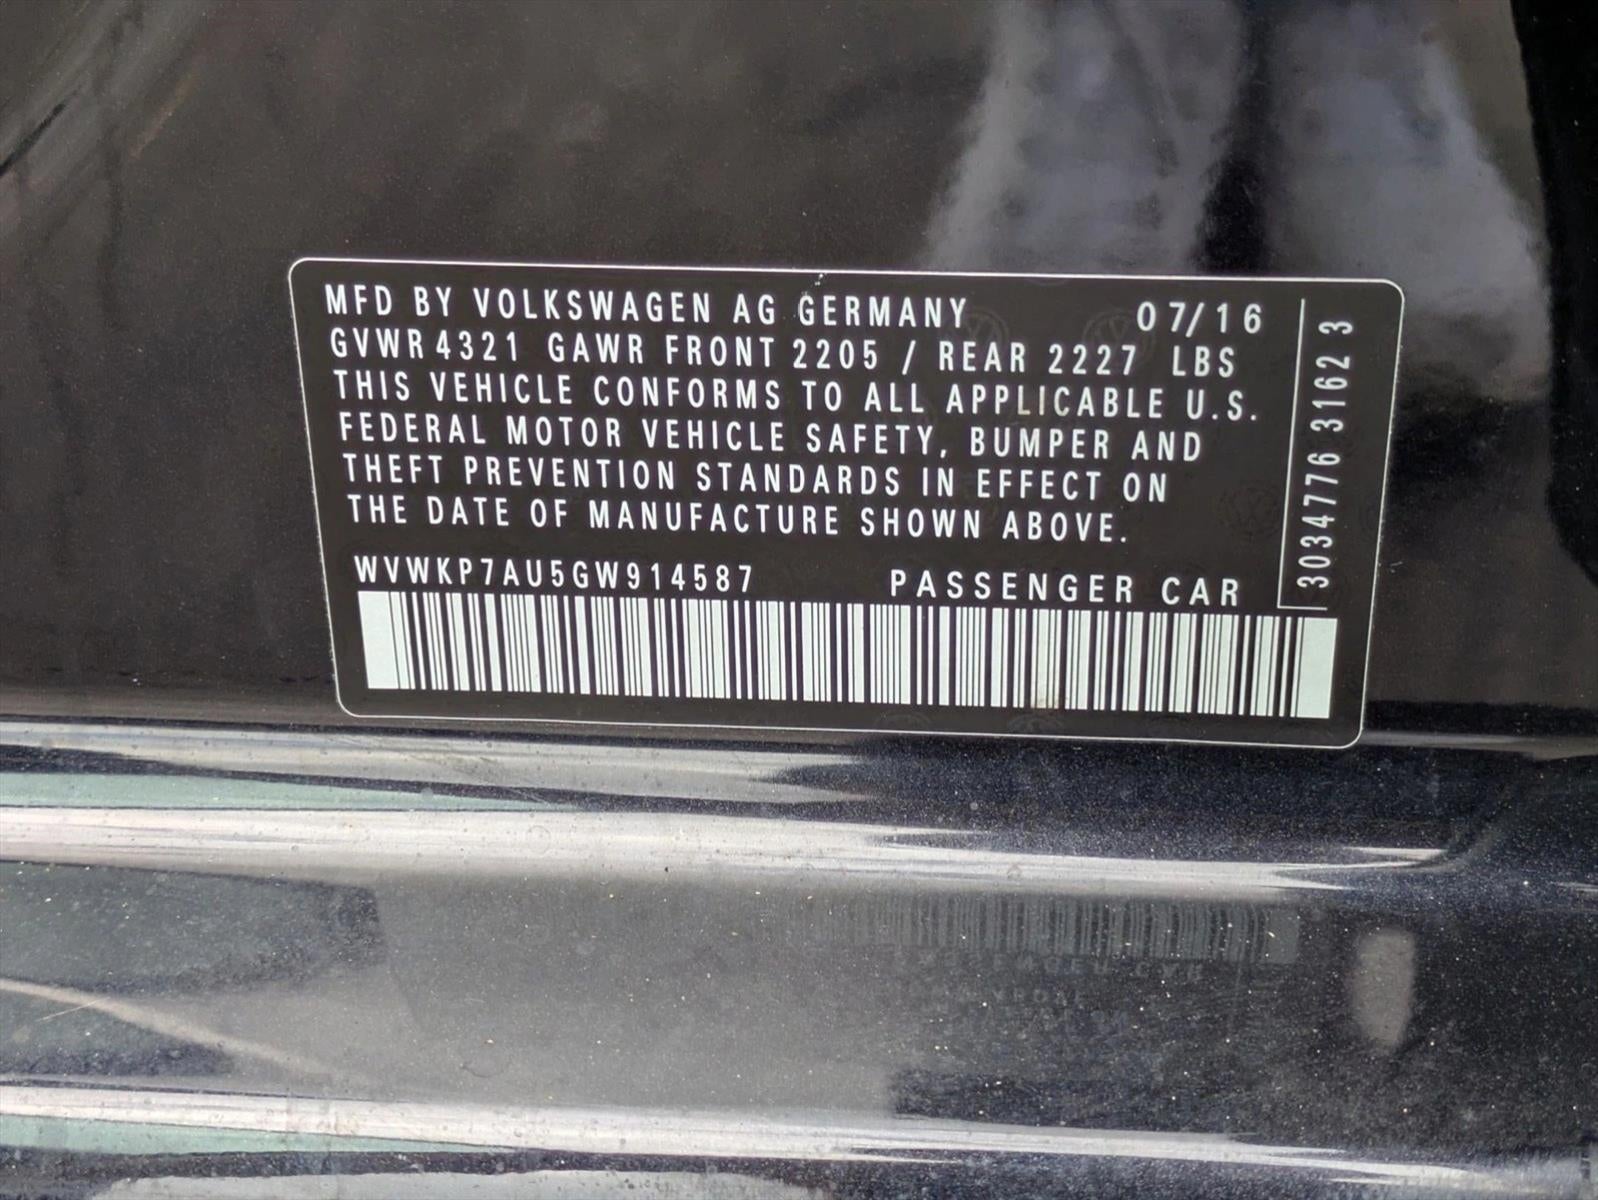 MFD BY VOLKSWAGEN AG GERMANY 07/16
GVWR 4321 GAWR FRONT 2205 / REAR 2227 LBS
THIS VEHICLE CONFORMS TO ALL APPLICABLE U.S.
FEDERAL MOTOR VEHICLE SAFETY, BUMPER AND
THEFT PREVENTION STANDARDS IN EFFECT ON
THE DATE OF MANUFACTURE SHOWN ABOVE.
WVWKP7AU5GW914587 PASSENGER CAR
3034776 31623